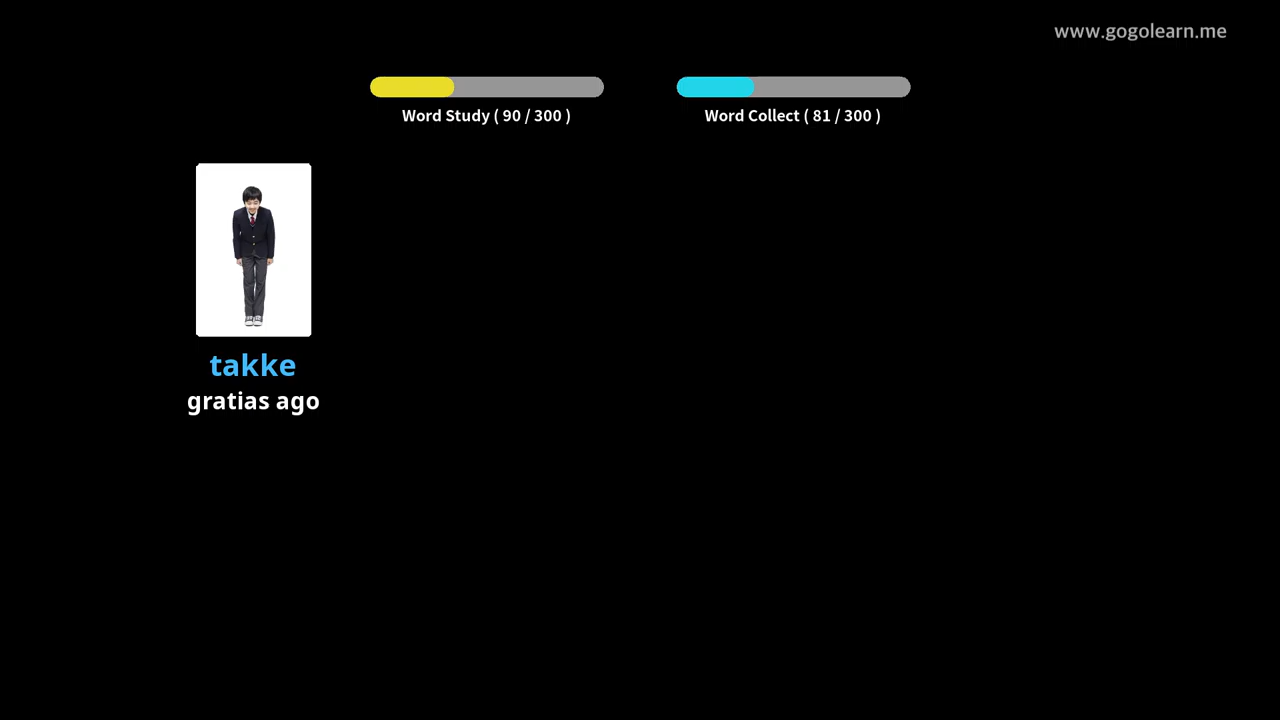 www.gogolearn.me
Word Study ( 90 / 300 )
Word Collect ( 81 / 300 )
takke
gratias ago